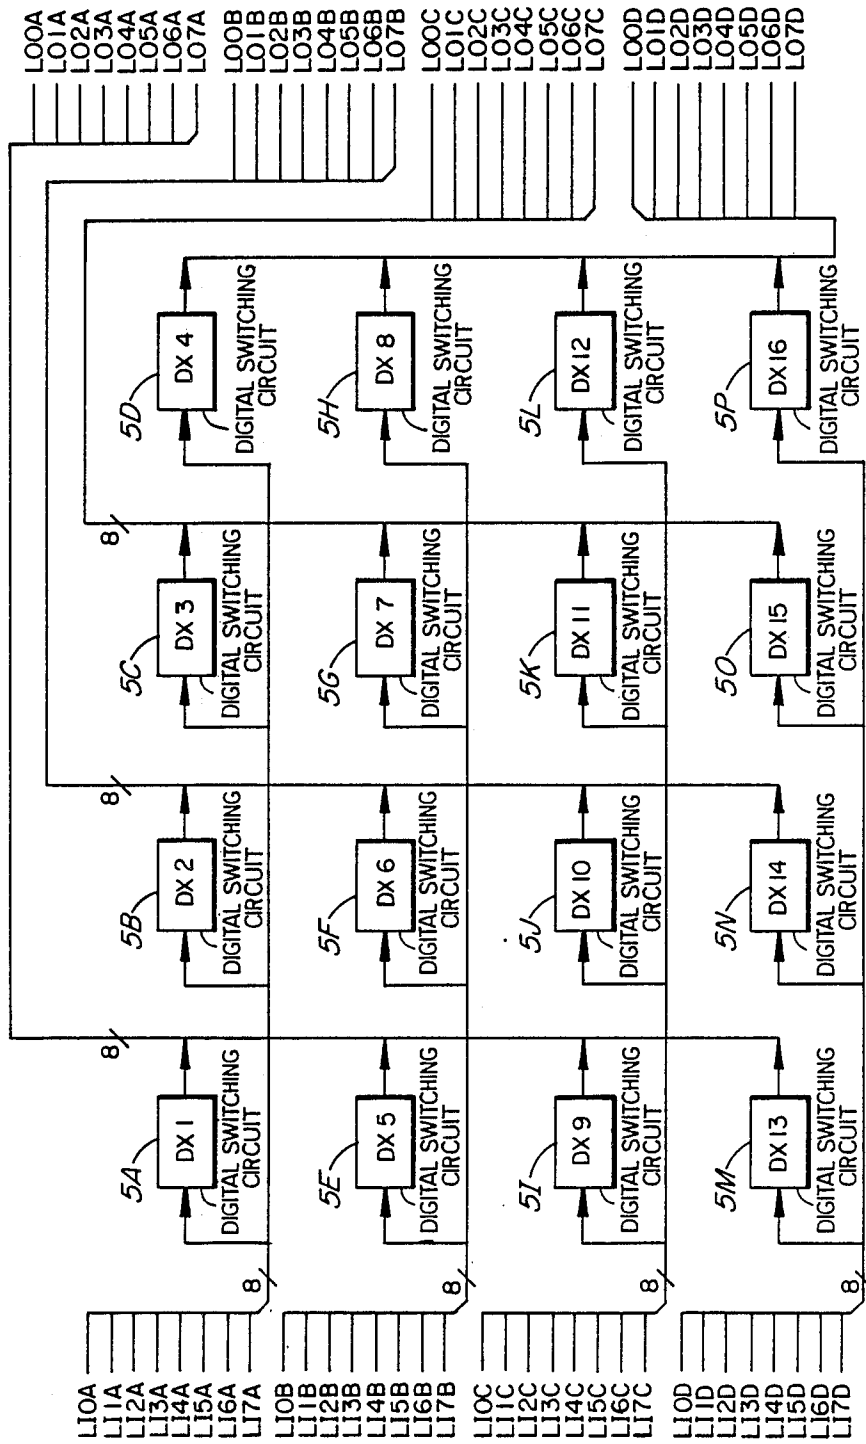 LI0A
LI1A
LI2A
LI3A
LI4A
LI5A
LI6A
LI7A
8
5A
DX 1
DIGITAL SWITCHING
CIRCUIT
8
5B
DX 2
DIGITAL SWITCHING
CIRCUIT
8
5C
DX 3
DIGITAL SWITCHING
CIRCUIT
8
5D
DX 4
DIGITAL SWITCHING
CIRCUIT
LO0A
LO1A
LO2A
LO3A
LO4A
LO5A
LO6A
LO7A
LI0B
LI1B
LI2B
LI3B
LI4B
LI5B
LI6B
LI7B
8
5E
DX 5
DIGITAL SWITCHING
CIRCUIT
5F
DX 6
DIGITAL SWITCHING
CIRCUIT
5G
DX 7
DIGITAL SWITCHING
CIRCUIT
5H
DX 8
DIGITAL SWITCHING
CIRCUIT
LO0B
LO1B
LO2B
LO3B
LO4B
LO5B
LO6B
LO7B
LI0C
LI1C
LI2C
LI3C
LI4C
LI5C
LI6C
LI7C
8
5I
DX 9
DIGITAL SWITCHING
CIRCUIT
5J
DX 10
DIGITAL SWITCHING
CIRCUIT
5K
DX 11
DIGITAL SWITCHING
CIRCUIT
5L
DX 12
DIGITAL SWITCHING
CIRCUIT
LO0C
LO1C
LO2C
LO3C
LO4C
LO5C
LO6C
LO7C
LI0D
LI1D
LI2D
LI3D
LI4D
LI5D
LI6D
LI7D
8
5M
DX 13
DIGITAL SWITCHING
CIRCUIT
5N
DX 14
DIGITAL SWITCHING
CIRCUIT
5O
DX 15
DIGITAL SWITCHING
CIRCUIT
5P
DX 16
DIGITAL SWITCHING
CIRCUIT
LO0D
LO1D
LO2D
LO3D
LO4D
LO5D
LO6D
LO7D